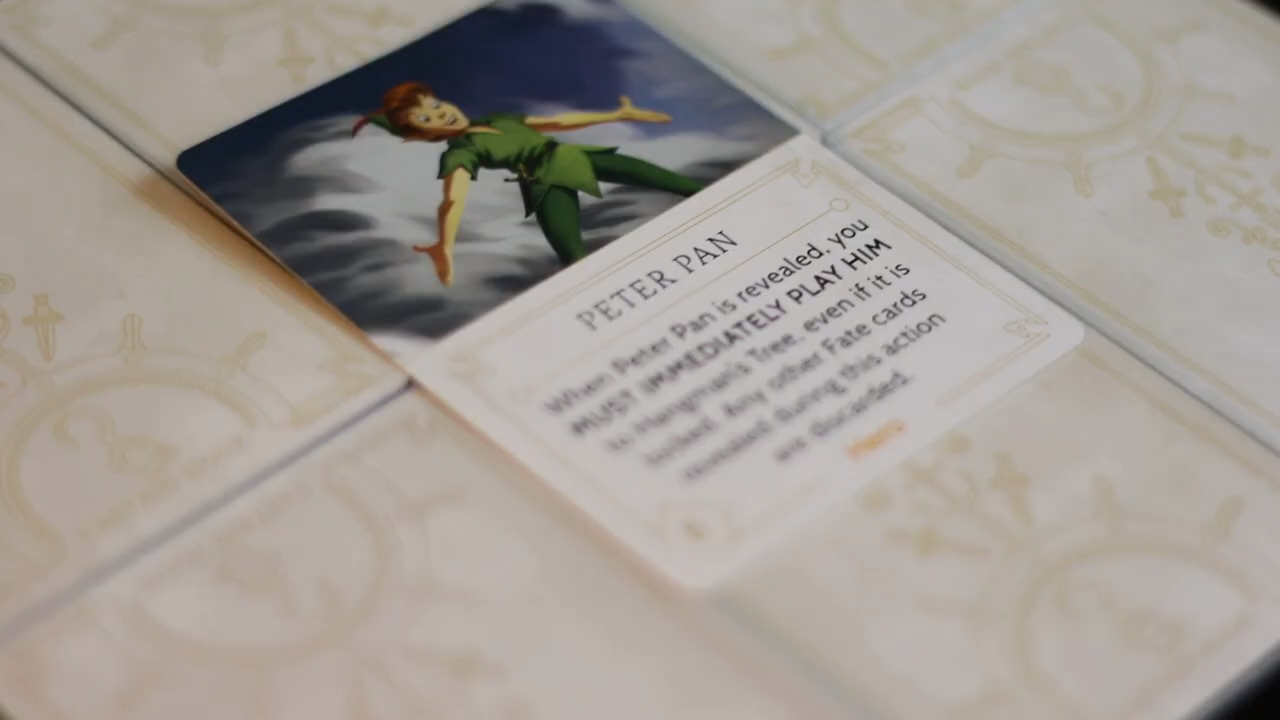 PETER PAN
When Peter Pan is revealed, you
MUST IMMEDIATELY PLAY HIM
to Hangman's Tree, even if it is
locked. Any other Fate cards
revealed during this action
are discarded.
Hero